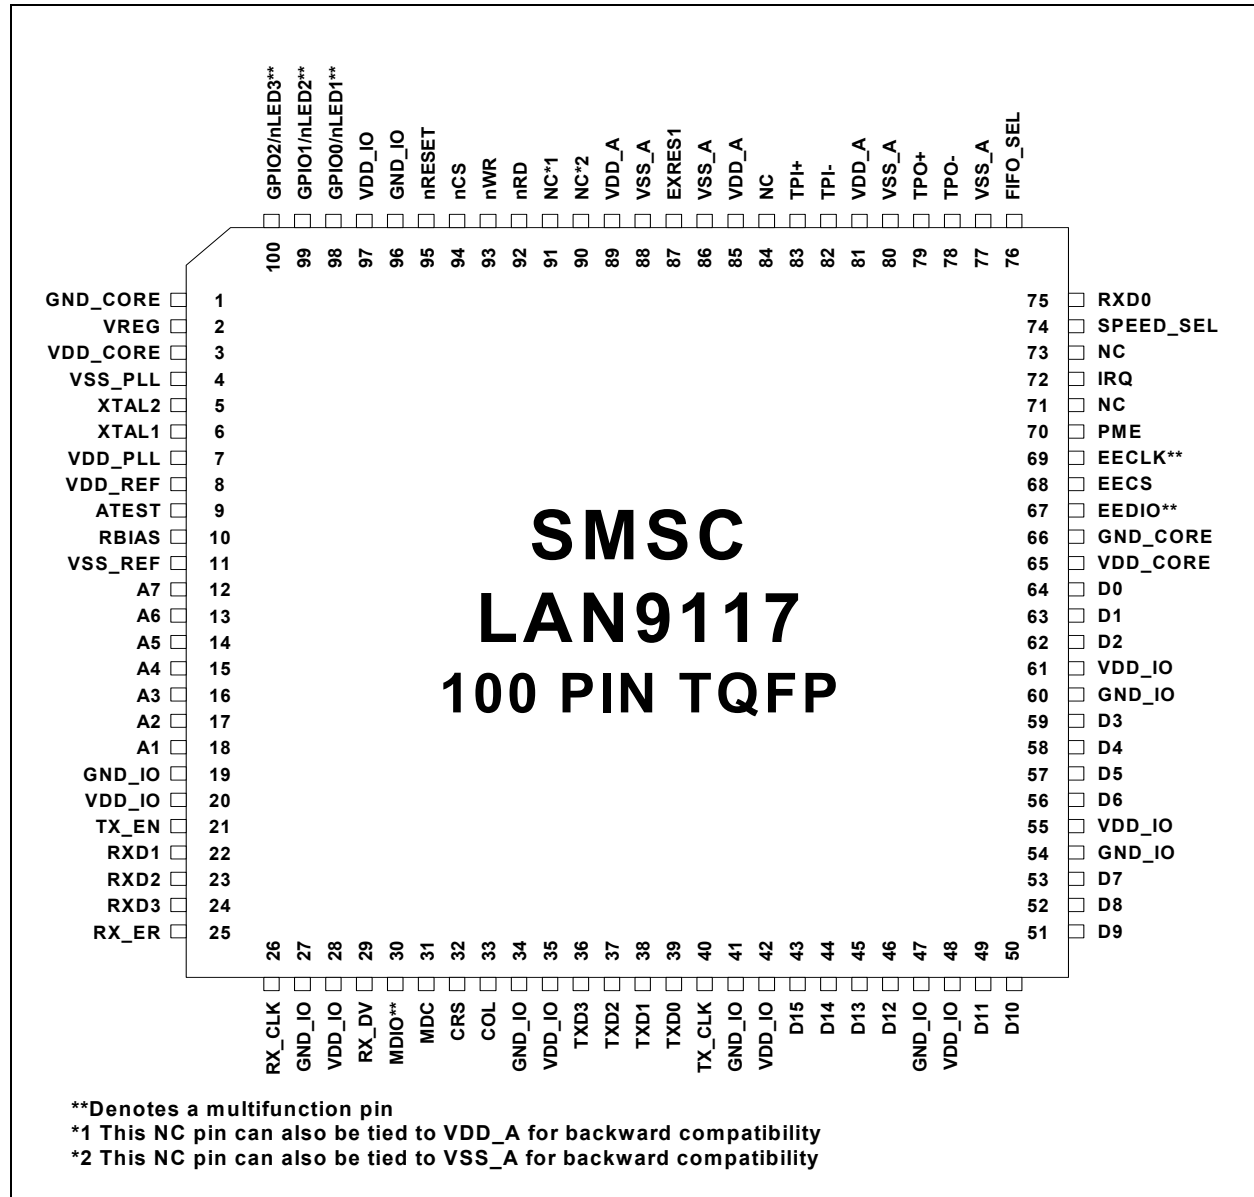 GPIO2/nLED3**
GPIO1/nLED2**
GPIO0/nLED1**
VDD_IO
GND_IO
nRESET
nCS
nWR
nRD
NC*1
NC*2
VDD_A
VSS_A
EXRES1
VSS_A
VDD_A
NC
TPI+
TPI-
VDD_A
VSS_A
TPO+
TPO-
VSS_A
FIFO_SEL
100
99
98
97
96
95
94
93
92
91
90
89
88
87
86
85
84
83
82
81
80
79
78
77
76
GND_CORE 1
VREG 2
VDD_CORE 3
VSS_PLL 4
XTAL2 5
XTAL1 6
VDD_PLL 7
VDD_REF 8
ATEST 9
RBIAS 10
VSS_REF 11
A7 12
A6 13
A5 14
A4 15
A3 16
A2 17
A1 18
GND_IO 19
VDD_IO 20
TX_EN 21
RXD1 22
RXD2 23
RXD3 24
RX_ER 25
SMSC
LAN9117
100 PIN TQFP
75 RXD0
74 SPEED_SEL
73 NC
72 IRQ
71 NC
70 PME
69 EECLK**
68 EECS
67 EEDIO**
66 GND_CORE
65 VDD_CORE
64 D0
63 D1
62 D2
61 VDD_IO
60 GND_IO
59 D3
58 D4
57 D5
56 D6
55 VDD_IO
54 GND_IO
53 D7
52 D8
51 D9
26
27
28
29
30
31
32
33
34
35
36
37
38
39
40
41
42
43
44
45
46
47
48
49
50
RX_CLK
GND_IO
VDD_IO
RX_DV
MDIO**
MDC
CRS
COL
GND_IO
VDD_IO
TXD3
TXD2
TXD1
TXD0
TX_CLK
GND_IO
VDD_IO
D15
D14
D13
D12
GND_IO
VDD_IO
D11
D10
**Denotes a multifunction pin
*1 This NC pin can also be tied to VDD_A for backward compatibility
*2 This NC pin can also be tied to VSS_A for backward compatibility